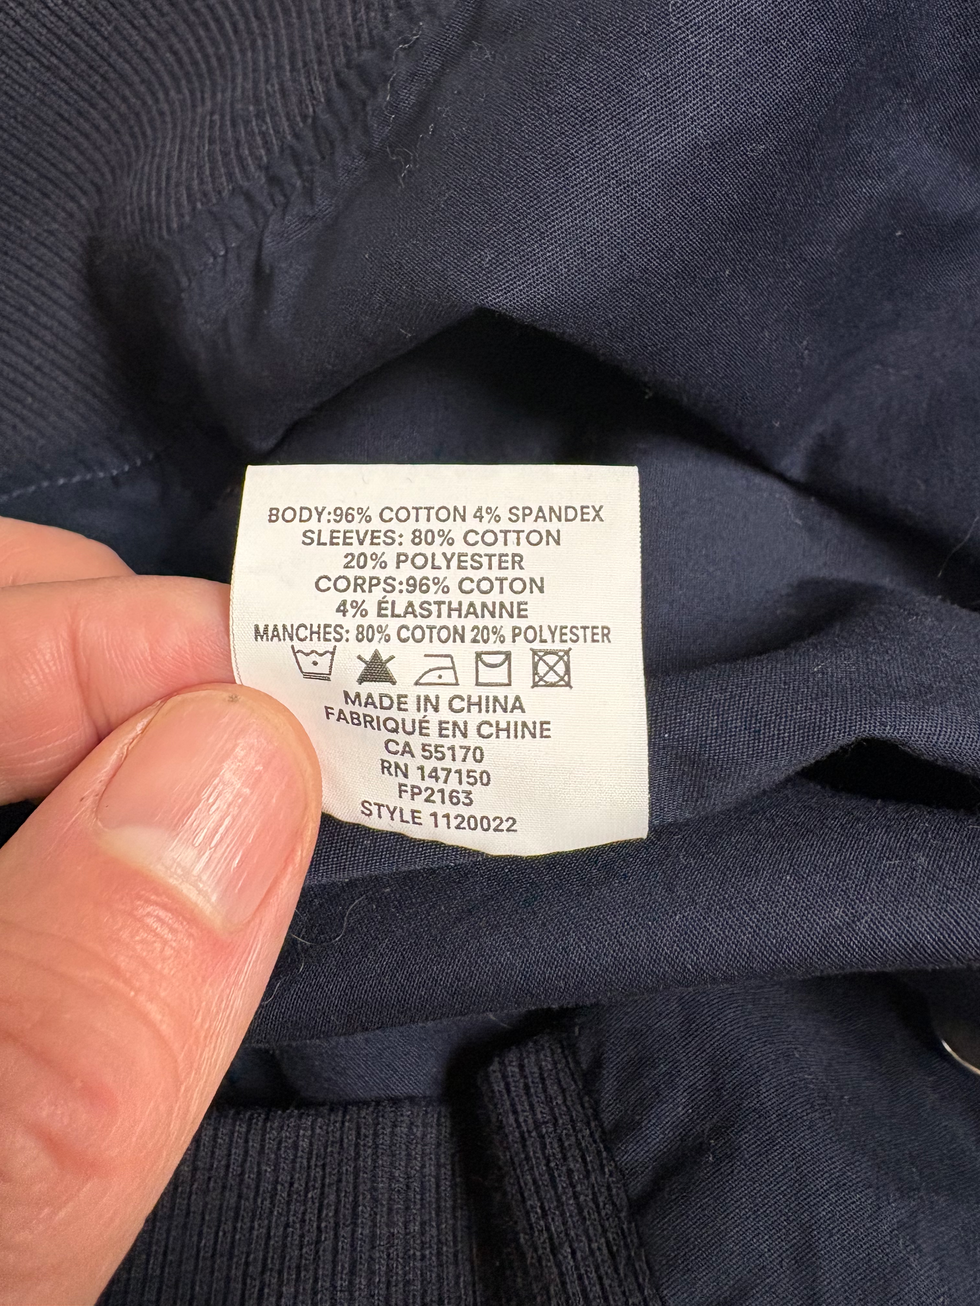 BODY:96% COTTON 4% SPANDEX
SLEEVES: 80% COTTON
20% POLYESTER
CORPS:96% COTON
4% ÉLASTHANNE
MANCHES: 80% COTON 20% POLYESTER
MADE IN CHINA
FABRIQUÉ EN CHINE
CA 55170
RN 147150
FP2163
STYLE 1120022